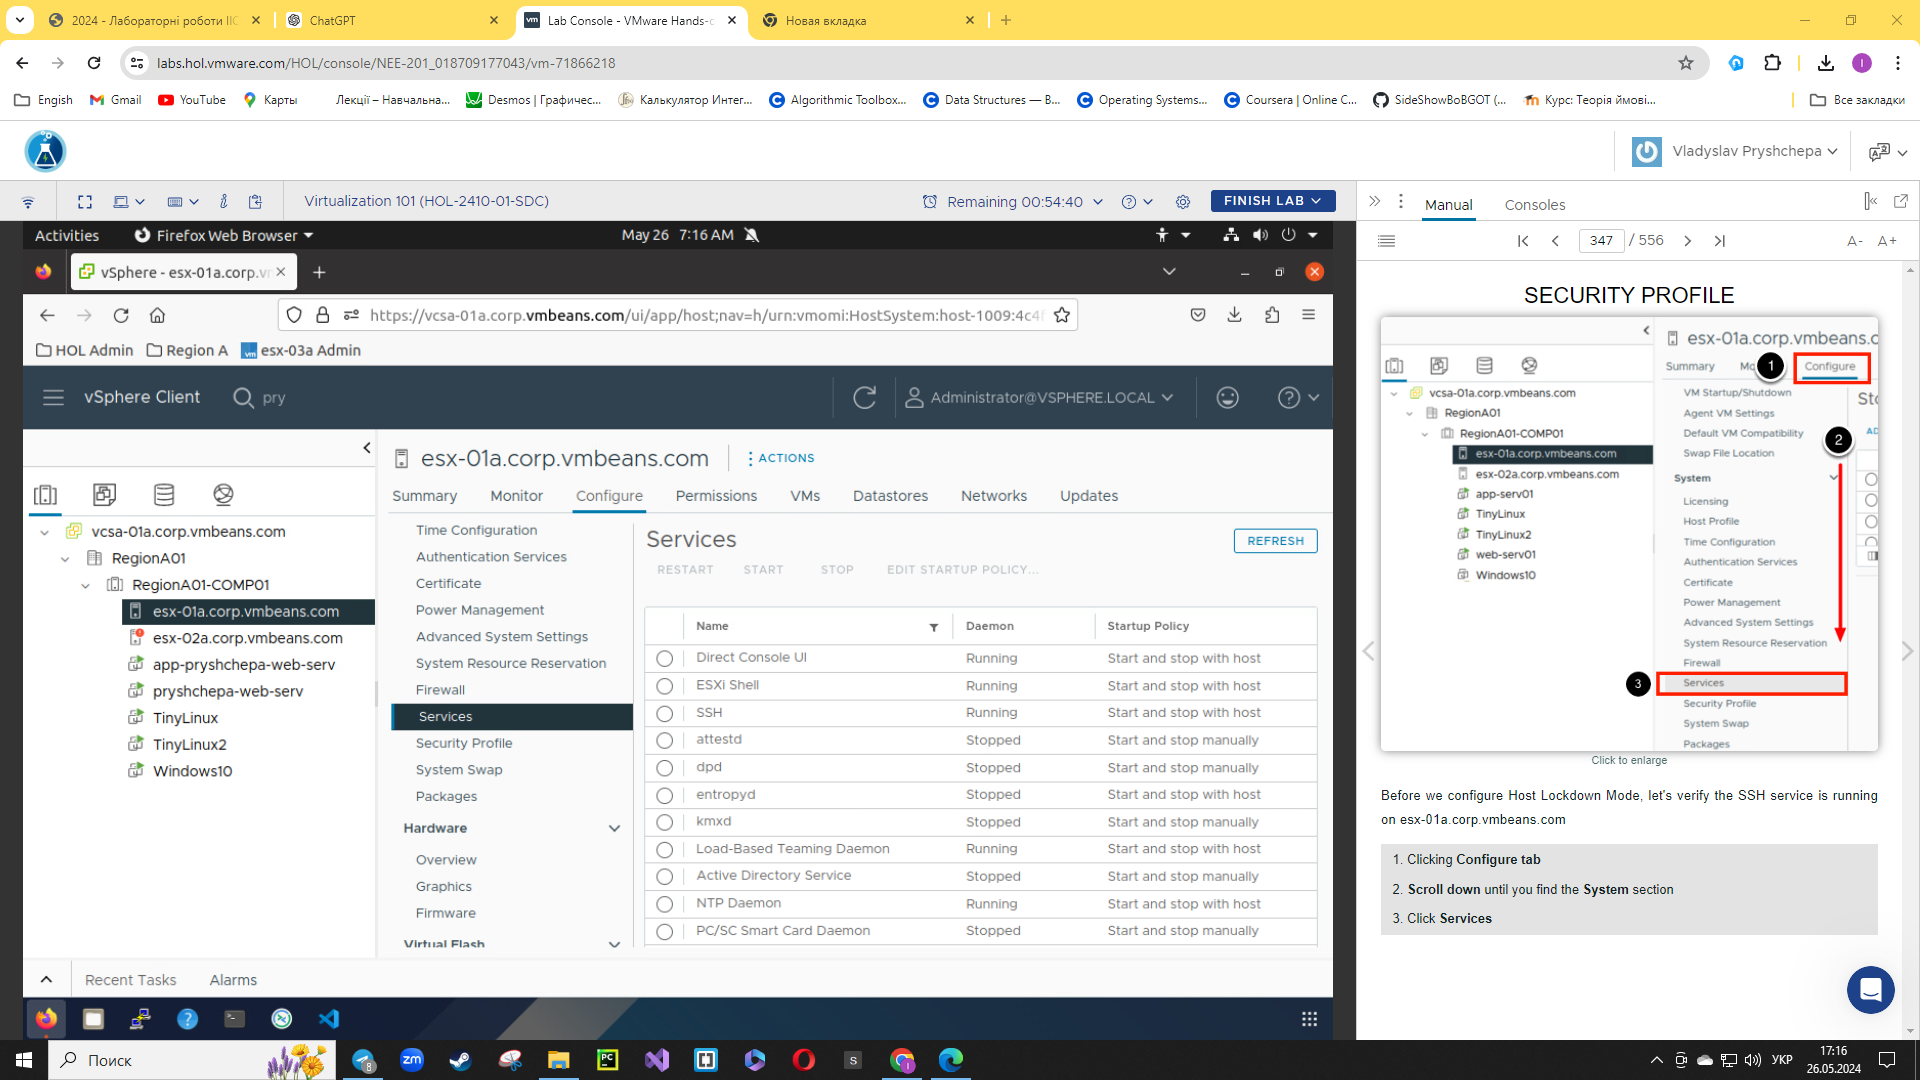 2024 - Лабораторні роботи ІІС
ChatGPT
Lab Console - VMware Hands-o
Новая вкладка
labs.hol.vmware.com/HOL/console/NEE-201_018709177043/vm-71866218
Engish
Gmail
YouTube
Карты
Лекції – Навчальна...
Desmos | Графичес...
Калькулятор Интег...
Algorithmic Toolbox...
Data Structures — В...
Operating Systems...
Coursera | Online C...
SideShowBoBGOT (...
Курс: Теорія ймові...
Все закладки
Vladyslav Pryshchepa
Virtualization 101 (HOL-2410-01-SDC)
Remaining 00:54:40
FINISH LAB
Manual
Consoles
347 / 556
A-
A+
Activities
Firefox Web Browser
May 26 7:16 AM
vSphere - esx-01a.corp.v
https://vcsa-01a.corp.vmbeans.com/ui/app/host;nav=h/urn:vmomi:HostSystem:host-1009:4c4
HOL Admin
Region A
esx-03a Admin
vSphere Client
pry
Administrator@VSPHERE.LOCAL
vcsa-01a.corp.vmbeans.com
RegionA01
RegionA01-COMP01
esx-01a.corp.vmbeans.com
esx-02a.corp.vmbeans.com
app-pryshchepa-web-serv
pryshchepa-web-serv
TinyLinux
TinyLinux2
Windows10
esx-01a.corp.vmbeans.com
ACTIONS
Summary
Monitor
Configure
Permissions
VMs
Datastores
Networks
Updates
Time Configuration
Authentication Services
Certificate
Power Management
Advanced System Settings
System Resource Reservation
Firewall
Services
Security Profile
System Swap
Packages
Hardware
Overview
Graphics
Firmware
Virtual Flash
Services
REFRESH
RESTART
START
STOP
EDIT STARTUP POLICY...
Name Daemon Startup Policy
Direct Console UI Running Start and stop with host
ESXi Shell Running Start and stop with host
SSH Running Start and stop with host
attestd Stopped Start and stop manually
dpd Stopped Start and stop manually
entropyd Stopped Start and stop with host
kmxd Stopped Start and stop manually
Load-Based Teaming Daemon Running Start and stop with host
Active Directory Service Stopped Start and stop manually
NTP Daemon Running Start and stop with host
PC/SC Smart Card Daemon Stopped Start and stop manually
Recent Tasks
Alarms
SECURITY PROFILE
esx-01a.corp.vmbeans.c
Summary
Mo
1
Configure
vcsa-01a.corp.vmbeans.com
RegionA01
RegionA01-COMP01
esx-01a.corp.vmbeans.com
esx-02a.corp.vmbeans.com
app-serv01
TinyLinux
TinyLinux2
web-serv01
Windows10
VM Startup/Shutdown
Agent VM Settings
Default VM Compatibility
Swap File Location
System
Licensing
Host Profile
Time Configuration
Authentication Services
Certificate
Power Management
Advanced System Settings
System Resource Reservation
Firewall
Services
Security Profile
System Swap
Packages
Sto
AD
2
3
Click to enlarge
Before we configure Host Lockdown Mode, let's verify the SSH service is running
on esx-01a.corp.vmbeans.com
1. Clicking Configure tab
2. Scroll down until you find the System section
3. Click Services
Поиск
8
zm
PC
S
УКР
17:16
26.05.2024